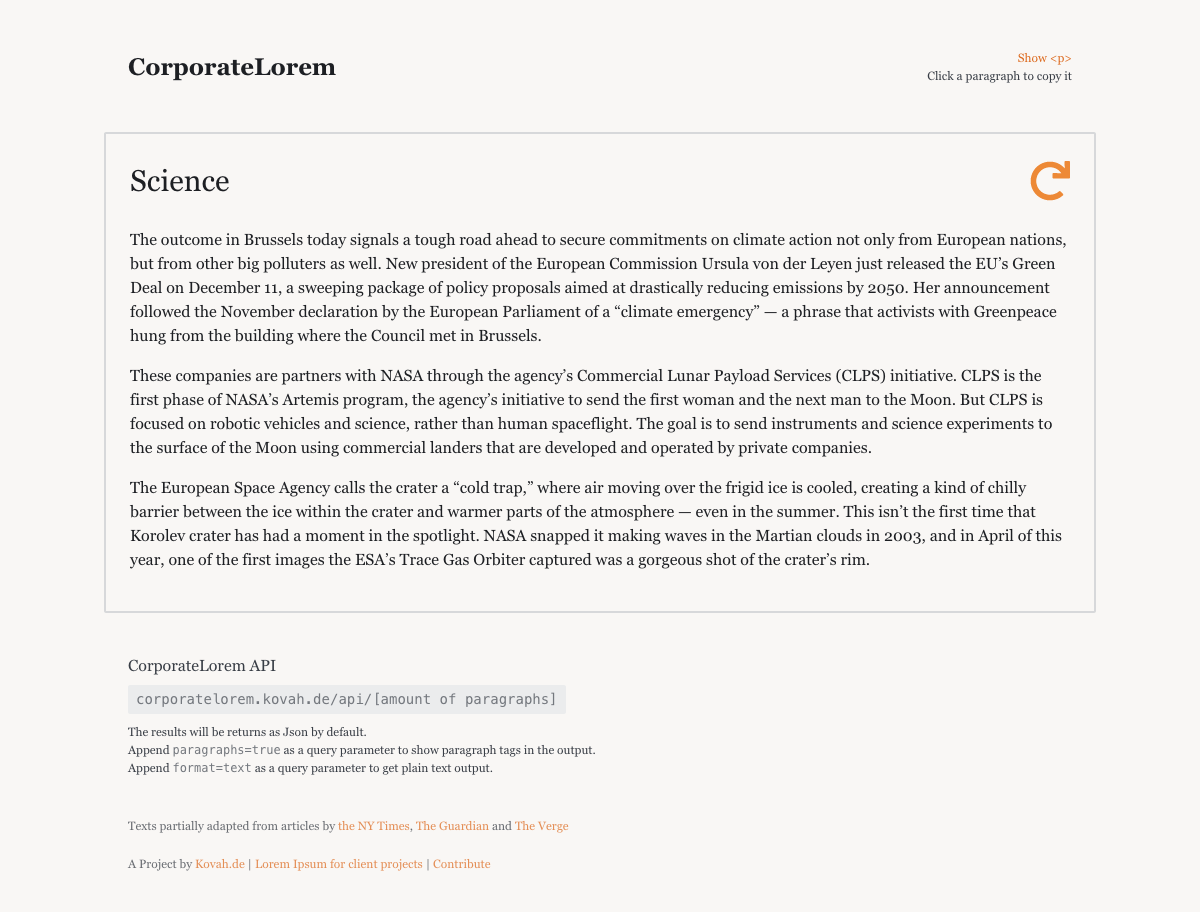 CorporateLorem
Show <p>
Click a paragraph to copy it
Science
The outcome in Brussels today signals a tough road ahead to secure commitments on climate action not only from European nations,
but from other big polluters as well. New president of the European Commission Ursula von der Leyen just released the EU’s Green
Deal on December 11, a sweeping package of policy proposals aimed at drastically reducing emissions by 2050. Her announcement
followed the November declaration by the European Parliament of a “climate emergency” — a phrase that activists with Greenpeace
hung from the building where the Council met in Brussels.
These companies are partners with NASA through the agency’s Commercial Lunar Payload Services (CLPS) initiative. CLPS is the
first phase of NASA’s Artemis program, the agency’s initiative to send the first woman and the next man to the Moon. But CLPS is
focused on robotic vehicles and science, rather than human spaceflight. The goal is to send instruments and science experiments to
the surface of the Moon using commercial landers that are developed and operated by private companies.
The European Space Agency calls the crater a “cold trap,” where air moving over the frigid ice is cooled, creating a kind of chilly
barrier between the ice within the crater and warmer parts of the atmosphere — even in the summer. This isn’t the first time that
Korolev crater has had a moment in the spotlight. NASA snapped it making waves in the Martian clouds in 2003, and in April of this
year, one of the first images the ESA’s Trace Gas Orbiter captured was a gorgeous shot of the crater’s rim.
CorporateLorem API
corporatelorem.kovah.de/api/[amount of paragraphs]
The results will be returns as Json by default.
Append paragraphs=true as a query parameter to show paragraph tags in the output.
Append format=text as a query parameter to get plain text output.
Texts partially adapted from articles by the NY Times, The Guardian and The Verge
A Project by Kovah.de | Lorem Ipsum for client projects | Contribute